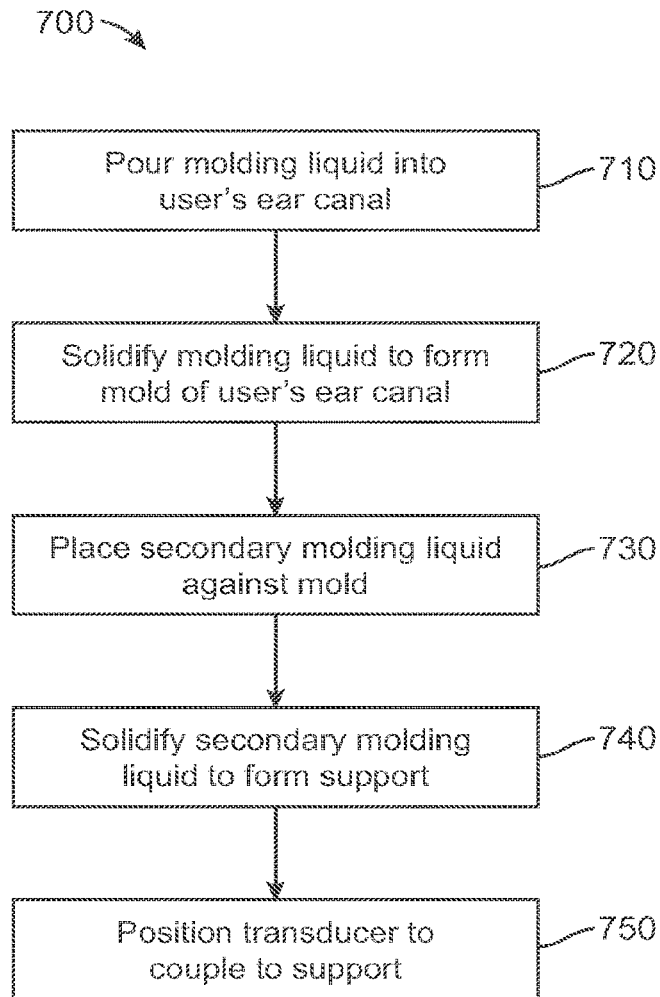 700
Pour molding liquid into
user's ear canal
710
Solidify molding liquid to form
mold of user's ear canal
720
Place secondary molding liquid
against mold
730
Solidify secondary molding
liquid to form support
740
Position transducer to
couple to support
750